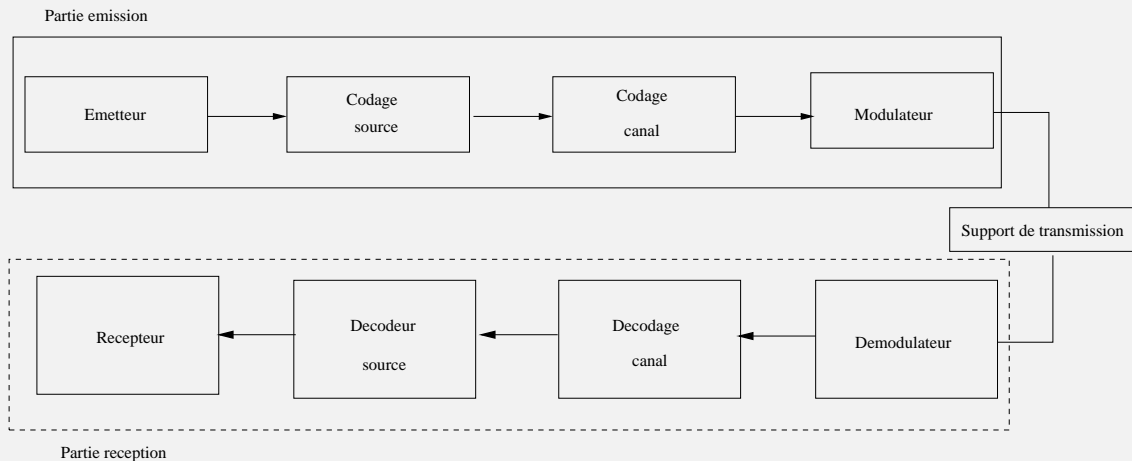 Partie emission
Emetteur
Codage
source
Codage
canal
Modulateur
Support de transmission
Recepteur
Decodeur
source
Decodage
canal
Demodulateur
Partie reception